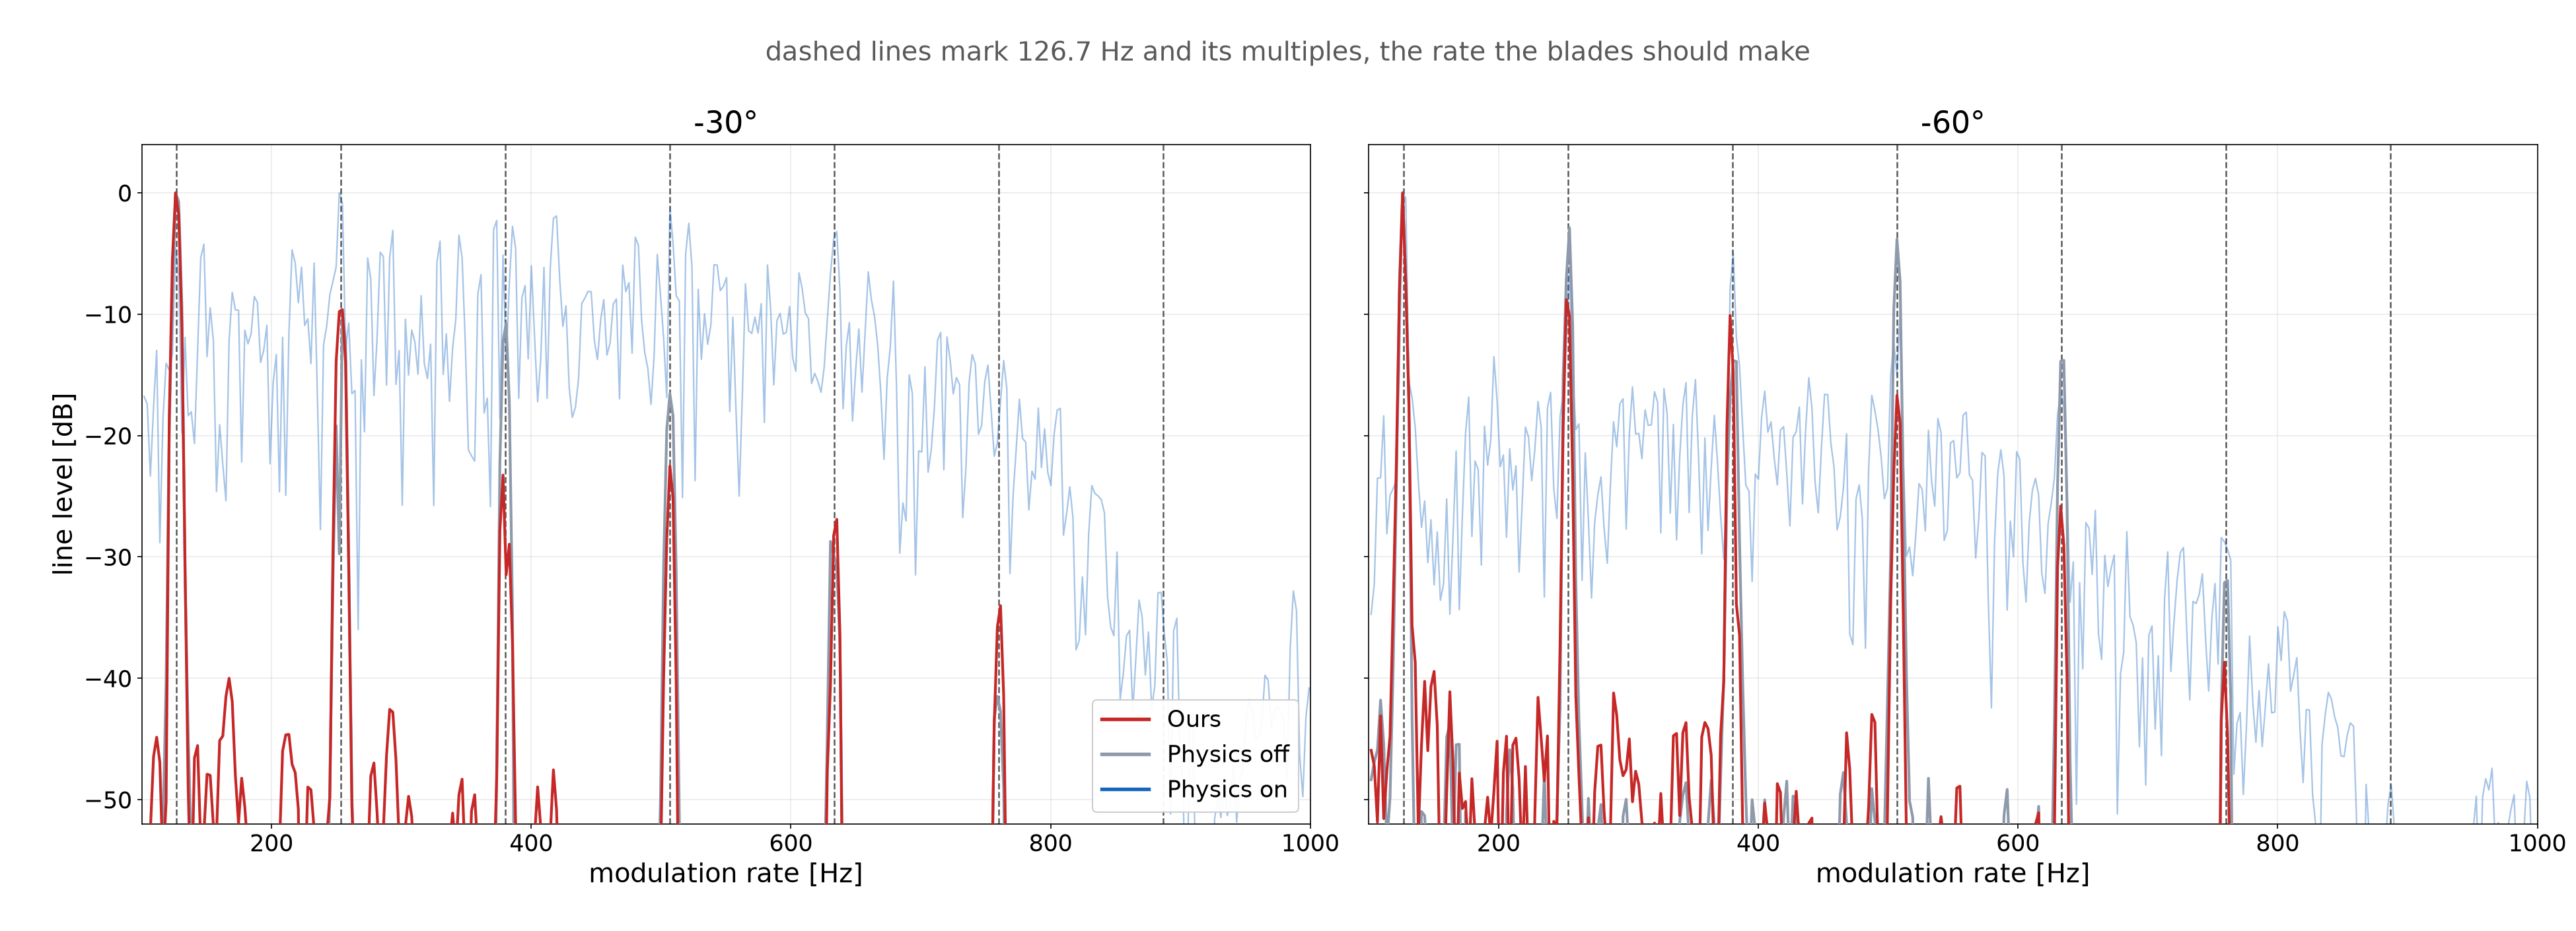 dashed lines mark 126.7 Hz and its multiples, the rate the blades should make
-30°
-60°
line level [dB]
0
−10
−20
−30
−40
−50
Ours
Physics off
Physics on
200 400 600 800 1000
200 400 600 800 1000
modulation rate [Hz]
modulation rate [Hz]